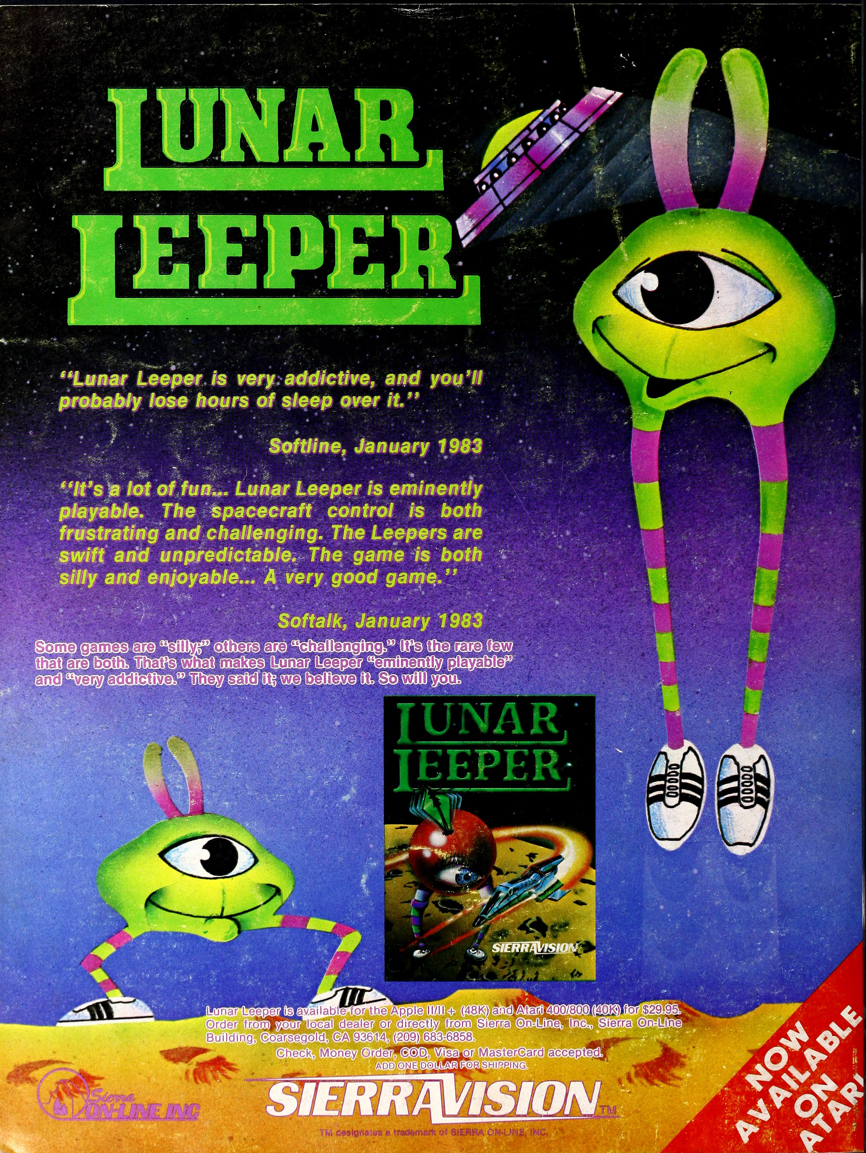 LUNAR
LEEPER
“Lunar Leeper is very addictive, and you’ll
probably lose hours of sleep over it.”
Softline, January 1983
“It’s a lot of fun... Lunar Leeper is eminently
playable. The spacecraft control is both
frustrating and challenging. The Leepers are
swift and unpredictable. The game is both
silly and enjoyable... A very good game.”
Softalk, January 1983
Some games are “silly;” others are “challenging.” It’s the rare few
that are both. That’s what makes Lunar Leeper “eminently playable”
and “very addictive.” They said it; we believe it. So will you.
LUNAR
LEEPER
SIERRAVISION
Lunar Leeper is available for the Apple II/II + (48K) and Atari 400/800 (40K) for $29.95.
Order from your local dealer or directly from Sierra On-Line, Inc., Sierra On-Line
Building, Coarsegold, CA 93614, (209) 683-6858.
Check, Money Order, COD, Visa or MasterCard accepted.
ADD ONE DOLLAR FOR SHIPPING.
Sierra
ON-LINE INC
SIERRAVISION TM
TM designates a trademark of SIERRA ON-LINE, INC.
NOW
AVAILABLE
ON
ATARI